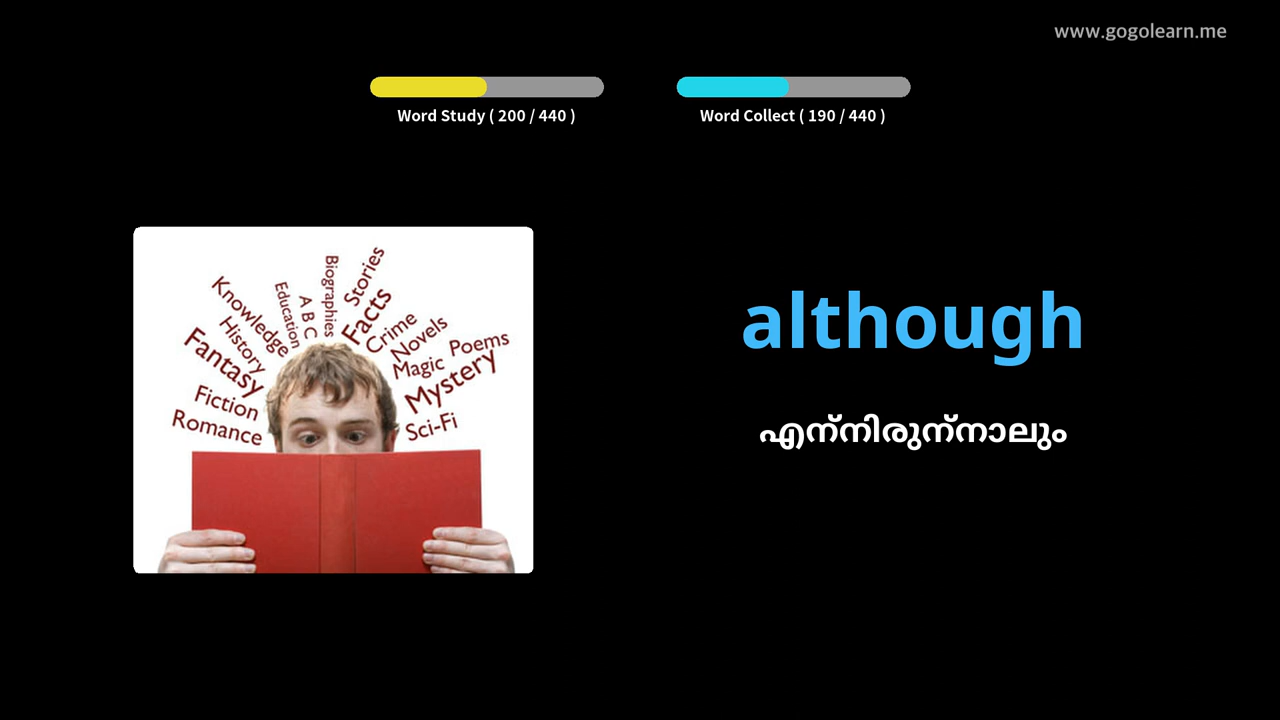 www.gogolearn.me
Word Study ( 200 / 440 )
Word Collect ( 190 / 440 )
Knowledge
History
Fantasy
Fiction
Romance
Education
A B C
Biographies
Stories
Facts
Crime
Novels
Magic
Poems
Mystery
Sci-Fi
although
എന്നിരുന്നാലും